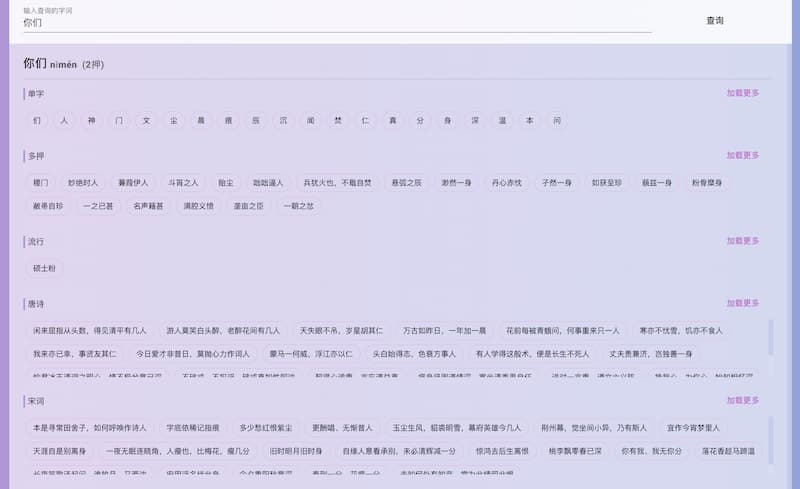 输入查询的字词
你们
查询
你们 nimén (2押)
单字 加载更多
们 人 神 门 文 尘 晨 痕 辰 沉 闻 焚 仁 真 分 身 深 温 本 问
多押 加载更多
稷门 妙绝时人 蒹葭伊人 斗筲之人 贻尘 咄咄逼人 兵犹火也，不戢自焚 悬弧之辰 渺然一身 丹心赤忱 孑然一身 如获至珍 藐兹一身 粉骨糜身
敝帚自珍 一之已甚 名声籍甚 满腔义愤 垄亩之臣 一朝之忿
流行 加载更多
硕士粉
唐诗 加载更多
闲来屈指从头数，得见清平有几人 游人莫笑白头醉，老醉花间有几人 天失眼不吊，岁星胡其仁 万古如昨日，一年加一晨 花前每被青蛾问，何事重来只一人 寒亦不忧雪，饥亦不食人
我来亦已幸，事贤友其仁 今日爱才非昔日，莫抛心力作词人 蒙马一何威，浮江亦以仁 头白始得志，色衰方事人 有人学得这般术，便是长生不死人 丈夫贵兼济，岂独善一身
宋词 加载更多
本是寻常田舍子，如何呼唤作诗人 字底依稀记指痕 多少愁红恨紫尘 更酬唱、无惭昔人 玉尘生风，貂裘明雪，幕府英雄今几人 荆州幕，觉坐间小异，乃有斯人 宜作今宵梦里人
天涯自是别离身 一夜无眠连晓角，人瘦也，比梅花，瘦几分 旧时明月旧时身 自缘人意看承别，未必清辉减一分 惊鸿去后生离恨 桃李飘零春已深 你有我、我无你分 落花香趁马蹄温